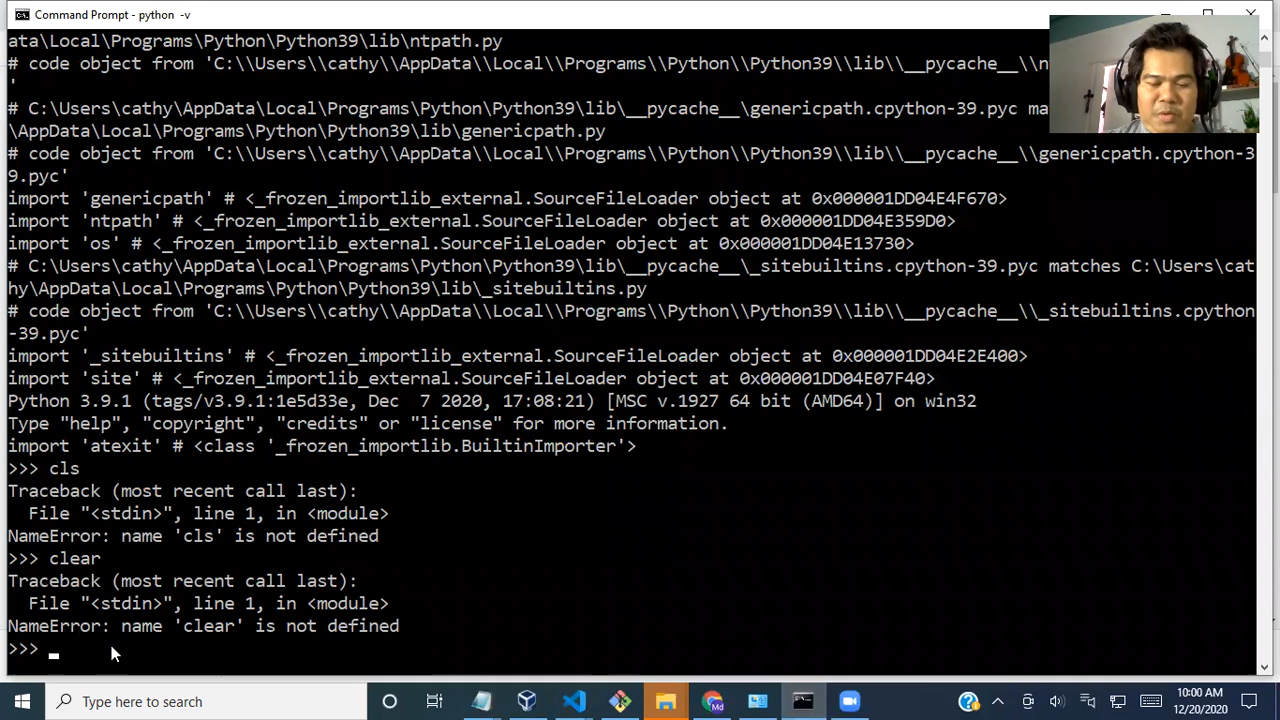 Command Prompt - python  -v
ata\Local\Programs\Python\Python39\lib\ntpath.py
# code object from 'C:\\Users\\cathy\\AppData\\Local\\Programs\\Python\\Python39\\lib\\__pycache__\\n
'
# C:\Users\cathy\AppData\Local\Programs\Python\Python39\lib\__pycache__\genericpath.cpython-39.pyc ma
\AppData\Local\Programs\Python\Python39\lib\genericpath.py
# code object from 'C:\\Users\\cathy\\AppData\\Local\\Programs\\Python\\Python39\\lib\\__pycache__\\genericpath.cpython-3
9.pyc'
import 'genericpath' # <_frozen_importlib_external.SourceFileLoader object at 0x000001DD04E4F670>
import 'ntpath' # <_frozen_importlib_external.SourceFileLoader object at 0x000001DD04E359D0>
import 'os' # <_frozen_importlib_external.SourceFileLoader object at 0x000001DD04E13730>
# C:\Users\cathy\AppData\Local\Programs\Python\Python39\lib\__pycache__\_sitebuiltins.cpython-39.pyc matches C:\Users\cat
hy\AppData\Local\Programs\Python\Python39\lib\_sitebuiltins.py
# code object from 'C:\\Users\\cathy\\AppData\\Local\\Programs\\Python\\Python39\\lib\\__pycache__\\_sitebuiltins.cpython
-39.pyc'
import '_sitebuiltins' # <_frozen_importlib_external.SourceFileLoader object at 0x000001DD04E2E400>
import 'site' # <_frozen_importlib_external.SourceFileLoader object at 0x000001DD04E07F40>
Python 3.9.1 (tags/v3.9.1:1e5d33e, Dec  7 2020, 17:08:21) [MSC v.1927 64 bit (AMD64)] on win32
Type "help", "copyright", "credits" or "license" for more information.
import 'atexit' # <class '_frozen_importlib.BuiltinImporter'>
>>> cls
Traceback (most recent call last):
  File "<stdin>", line 1, in <module>
NameError: name 'cls' is not defined
>>> clear
Traceback (most recent call last):
  File "<stdin>", line 1, in <module>
NameError: name 'clear' is not defined
>>>
Type here to search
10:00 AM
12/20/2020